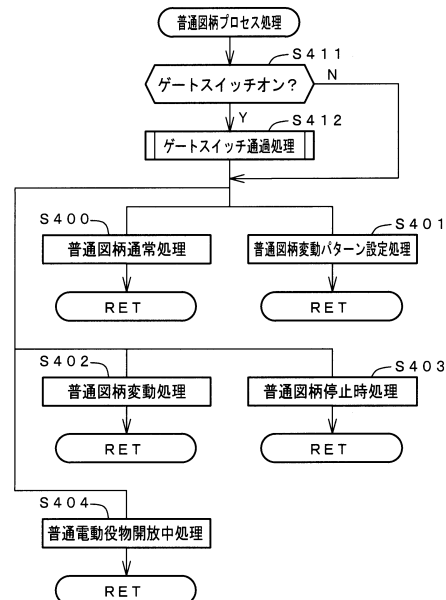 普通図柄プロセス処理
S411
ゲートスイッチオン?
N
Y
S412
ゲートスイッチ通過処理
S400
普通図柄通常処理
RET
S401
普通図柄変動パターン設定処理
RET
S402
普通図柄変動処理
RET
S403
普通図柄停止時処理
RET
S404
普通電動役物開放中処理
RET